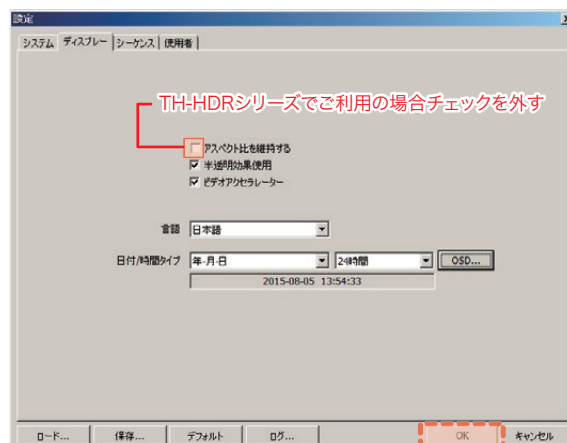 設定
システム ディスプレー シーケンス 使用者
TH-HDRシリーズでご利用の場合チェックを外す
アスペクト比を維持する
半透明効果使用
ビデオアクセラレーター
言語 日本語
日付/時間タイプ 年-月-日 24時間 OSD...
2015-08-05 13:54:33
ロード... 保存... デフォルト ログ... OK キャンセル